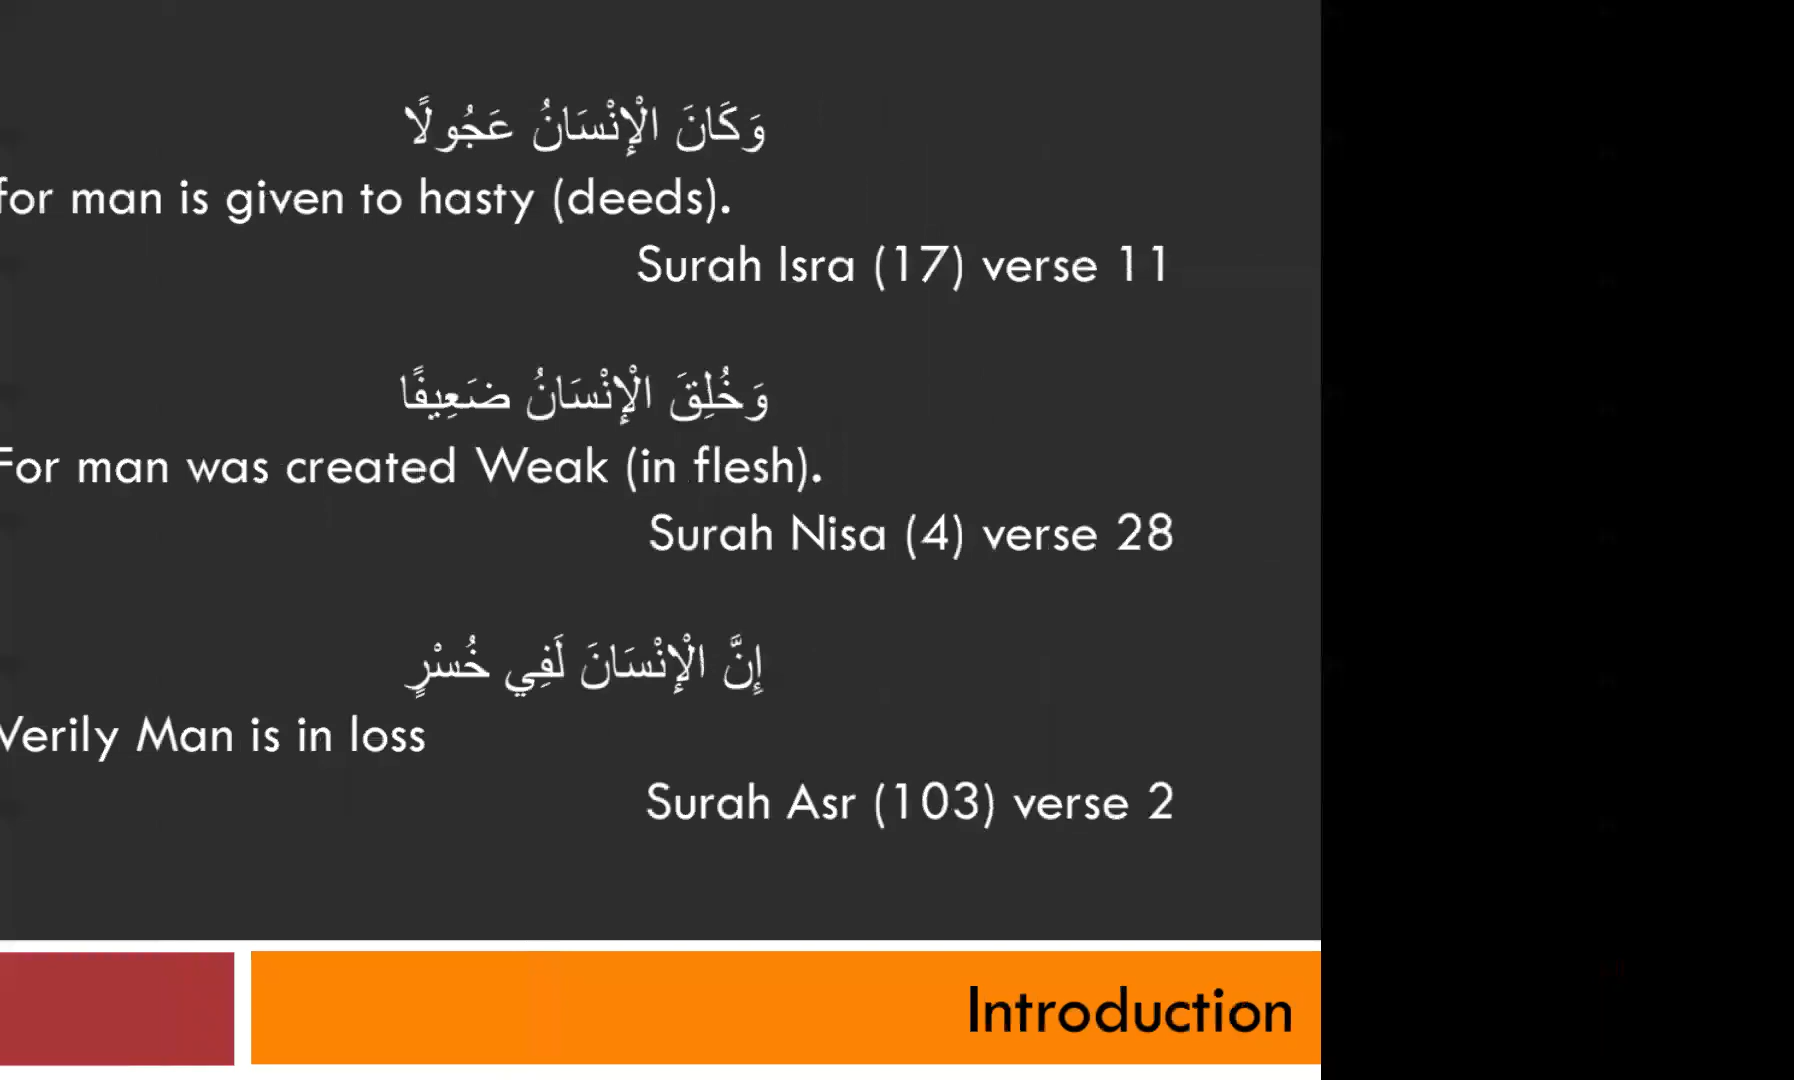 وَكَانَ الْإِنْسَانُ عَجُولًا
for man is given to hasty (deeds).
Surah Isra (17) verse 11
وَخُلِقَ الْإِنْسَانُ ضَعِيفًا
For man was created Weak (in flesh).
Surah Nisa (4) verse 28
إِنَّ الْإِنْسَانَ لَفِي خُسْرٍ
Verily Man is in loss
Surah Asr (103) verse 2
Introduction